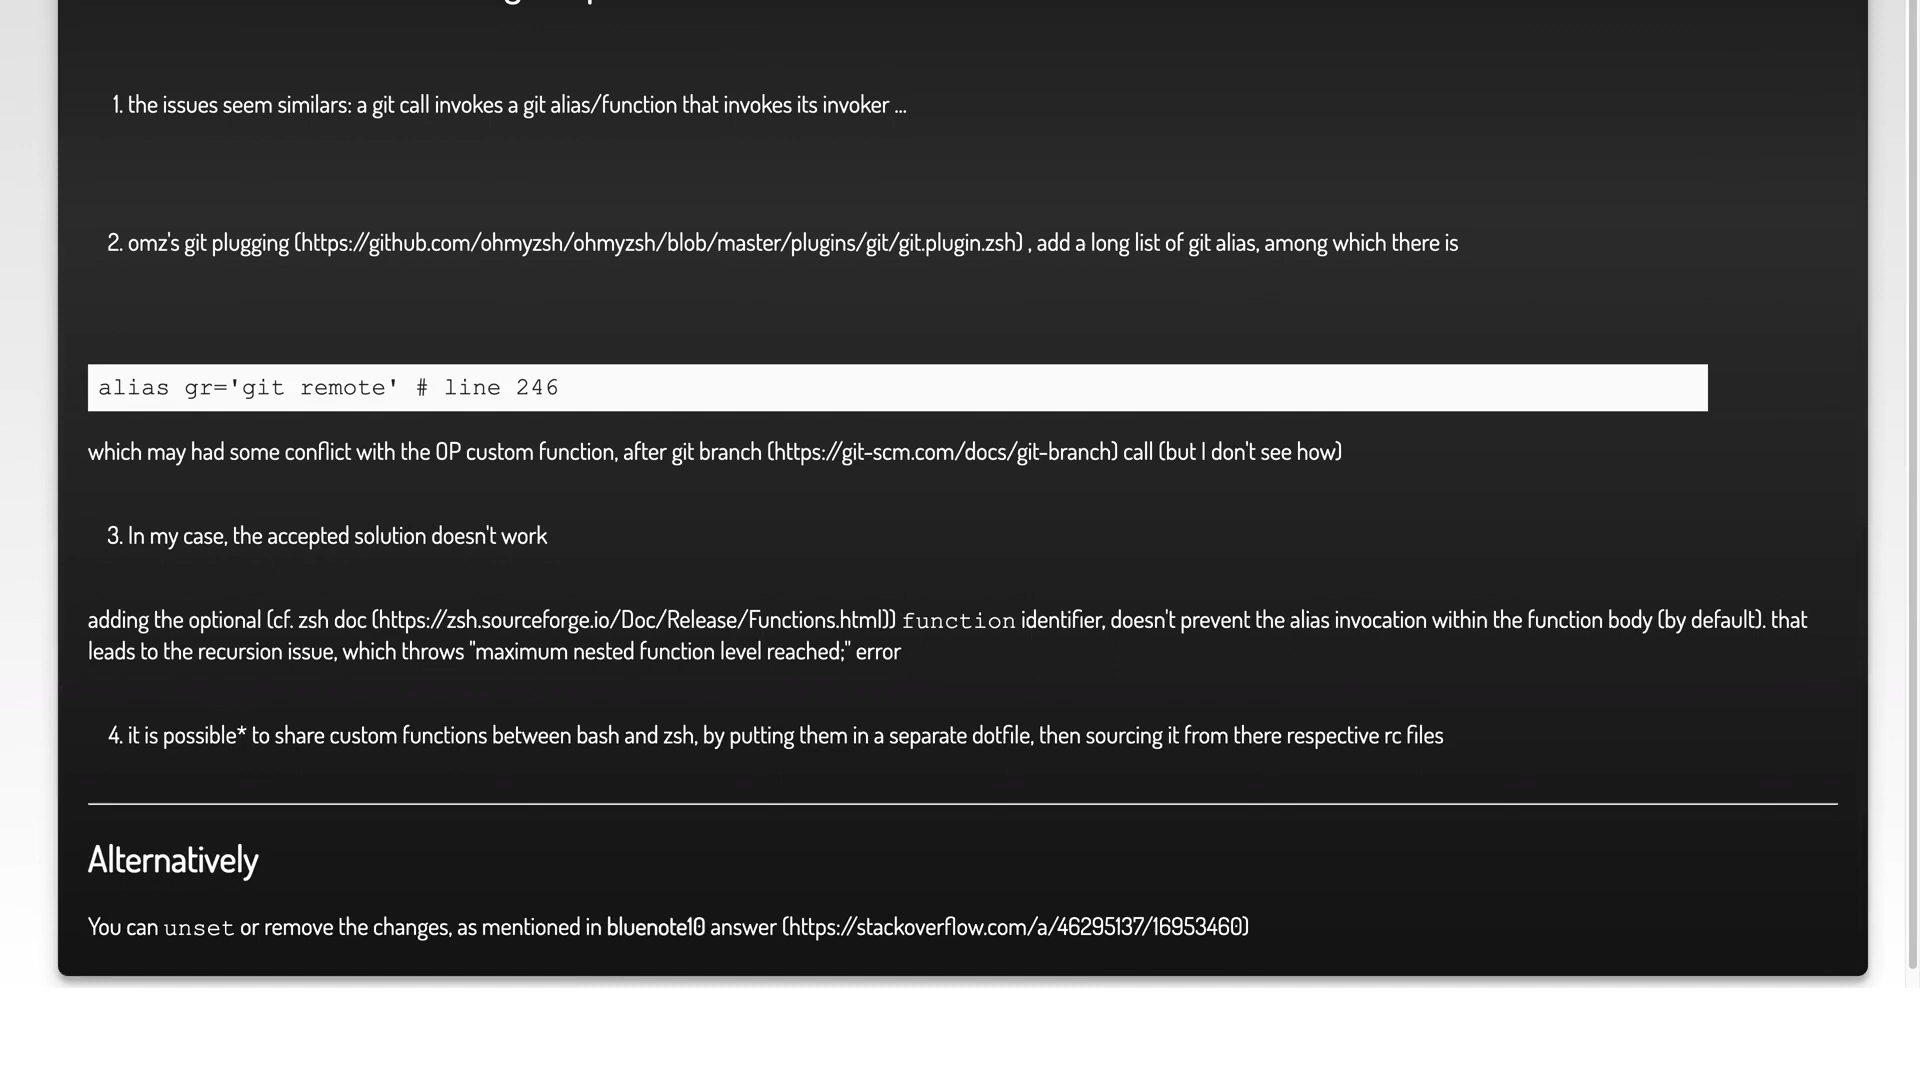 1. the issues seem similars: a git call invokes a git alias/function that invokes its invoker ...
2. omz's git plugging (https://github.com/ohmyzsh/ohmyzsh/blob/master/plugins/git/git.plugin.zsh) , add a long list of git alias, among which there is
alias gr='git remote' # line 246
which may had some conflict with the OP custom function, after git branch (https://git-scm.com/docs/git-branch) call (but I don't see how)
3. In my case, the accepted solution doesn't work
adding the optional (cf. zsh doc (https://zsh.sourceforge.io/Doc/Release/Functions.html)) function identifier, doesn't prevent the alias invocation within the function body (by default). that
leads to the recursion issue, which throws "maximum nested function level reached;" error
4. it is possible* to share custom functions between bash and zsh, by putting them in a separate dotfile, then sourcing it from there respective rc files
Alternatively
You can unset or remove the changes, as mentioned in bluenote10 answer (https://stackoverflow.com/a/46295137/16953460)